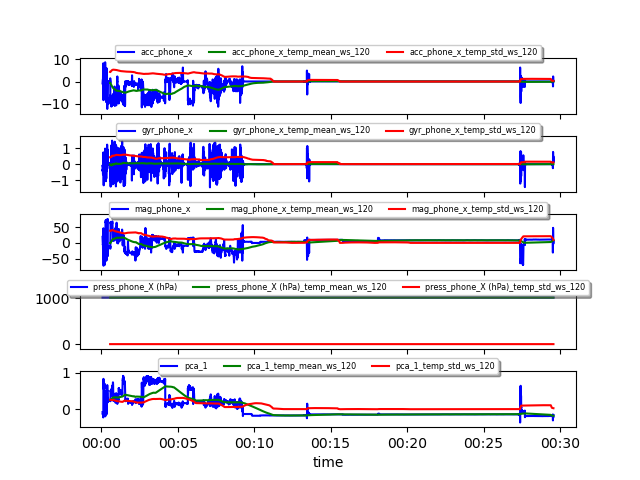 acc_phone_x acc_phone_x_temp_mean_ws_120 acc_phone_x_temp_std_ws_120
10
0
−10
gyr_phone_x gyr_phone_x_temp_mean_ws_120 gyr_phone_x_temp_std_ws_120
1
0
−1
mag_phone_x mag_phone_x_temp_mean_ws_120 mag_phone_x_temp_std_ws_120
50
0
−50
press_phone_X (hPa) press_phone_X (hPa)_temp_mean_ws_120 press_phone_X (hPa)_temp_std_ws_120
1000
0
pca_1 pca_1_temp_mean_ws_120 pca_1_temp_std_ws_120
1
0
00:00 00:05 00:10 00:15 00:20 00:25 00:30
time